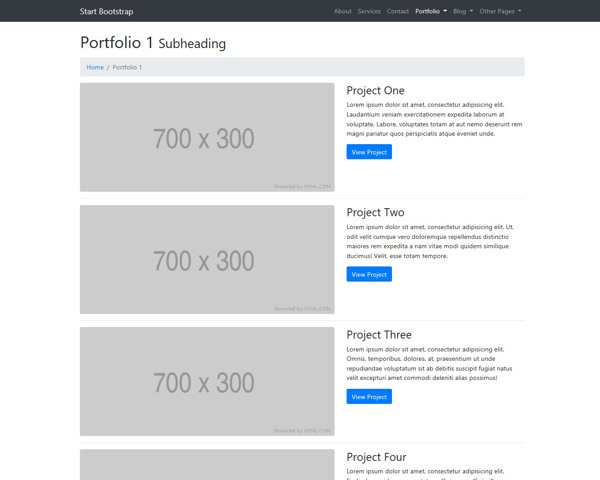 Start Bootstrap
About Services Contact Portfolio Blog Other Pages
Portfolio 1 Subheading
Home / Portfolio 1
700 x 300
Powered by HTML.COM
Project One
Lorem ipsum dolor sit amet, consectetur adipisicing elit.
Laudantium veniam exercitationem expedita laborum at
voluptate. Labore, voluptates totam at aut nemo deserunt rem
magni pariatur quos perspiciatis atque eveniet unde.
View Project
700 x 300
Powered by HTML.COM
Project Two
Lorem ipsum dolor sit amet, consectetur adipisicing elit. Ut,
odit velit cumque vero doloremque repellendus distinctio
maiores rem expedita a nam vitae modi quidem similique
ducimus! Velit, esse totam tempore.
View Project
700 x 300
Powered by HTML.COM
Project Three
Lorem ipsum dolor sit amet, consectetur adipisicing elit.
Omnis, temporibus, dolores, at, praesentium ut unde
repudiandae voluptatum sit ab debitis suscipit fugiat natus
velit excepturi amet commodi deleniti alias possimus!
View Project
Project Four
Lorem ipsum dolor sit amet, consectetur adipisicing elit.